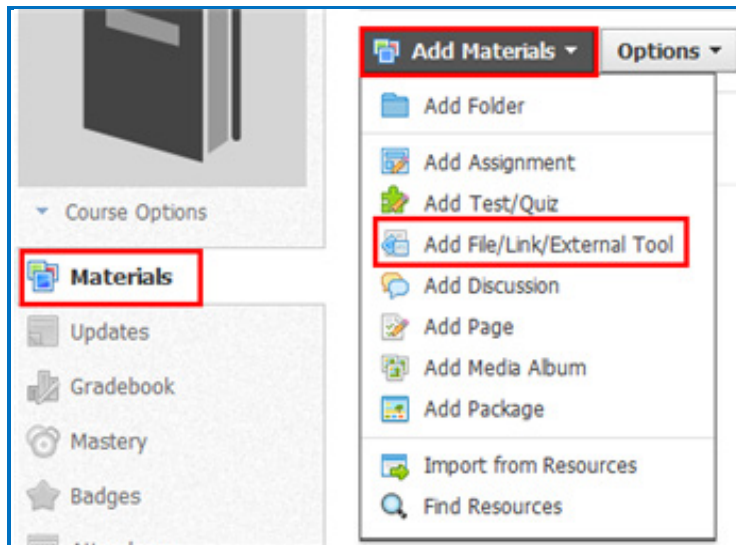 Course Options
Materials
Updates
Gradebook
Mastery
Badges
Add Materials
Options
Add Folder
Add Assignment
Add Test/Quiz
Add File/Link/External Tool
Add Discussion
Add Page
Add Media Album
Add Package
Import from Resources
Find Resources